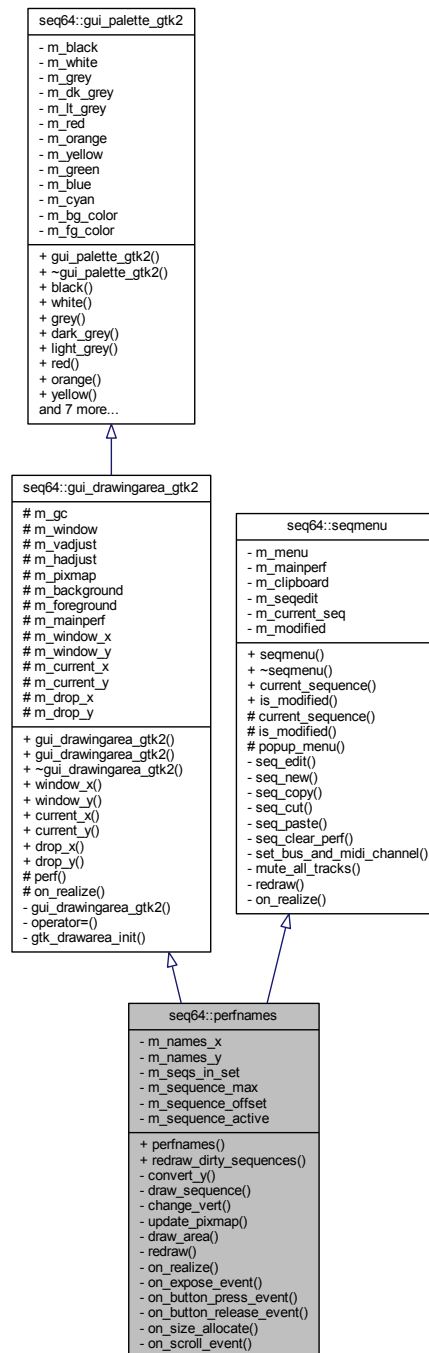 seq64::gui_palette_gtk2
- m_black
- m_white
- m_grey
- m_dk_grey
- m_lt_grey
- m_red
- m_orange
- m_yellow
- m_green
- m_blue
- m_cyan
- m_bg_color
- m_fg_color
+ gui_palette_gtk2()
+ ~gui_palette_gtk2()
+ black()
+ white()
+ grey()
+ dark_grey()
+ light_grey()
+ red()
+ orange()
+ yellow()
and 7 more...
seq64::gui_drawingarea_gtk2
# m_gc
# m_window
# m_vadjust
# m_hadjust
# m_pixmap
# m_background
# m_foreground
# m_mainperf
# m_window_x
# m_window_y
# m_current_x
# m_current_y
# m_drop_x
# m_drop_y
+ gui_drawingarea_gtk2()
+ gui_drawingarea_gtk2()
+ ~gui_drawingarea_gtk2()
+ window_x()
+ window_y()
+ current_x()
+ current_y()
+ drop_x()
+ drop_y()
# perf()
# on_realize()
- gui_drawingarea_gtk2()
- operator=()
- gtk_drawarea_init()
seq64::seqmenu
- m_menu
- m_mainperf
- m_clipboard
- m_seqedit
- m_current_seq
- m_modified
+ seqmenu()
+ ~seqmenu()
+ current_sequence()
+ is_modified()
# current_sequence()
# is_modified()
# popup_menu()
- seq_edit()
- seq_new()
- seq_copy()
- seq_cut()
- seq_paste()
- seq_clear_perf()
- set_bus_and_midi_channel()
- mute_all_tracks()
- redraw()
- on_realize()
seq64::perfnames
- m_names_x
- m_names_y
- m_seqs_in_set
- m_sequence_max
- m_sequence_offset
- m_sequence_active
+ perfnames()
+ redraw_dirty_sequences()
- convert_y()
- draw_sequence()
- change_vert()
- update_pixmap()
- draw_area()
- redraw()
- on_realize()
- on_expose_event()
- on_button_press_event()
- on_button_release_event()
- on_size_allocate()
- on_scroll_event()